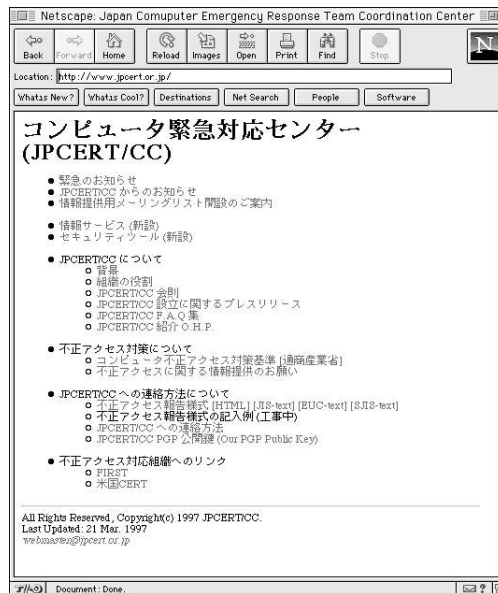 Netscape: Japan Comuputer Emergency Response Team Coordination Center
Back Forward Home Reload Images Open Print Find Stop
N
Location: http://www.jpcert.or.jp/
What's New? What's Cool? Destinations Net Search People Software
コンピュータ緊急対応センター
(JPCERT/CC)
緊急のお知らせ
JPCERT/CC からのお知らせ
情報提供用メーリングリスト開設のご案内
情報サービス (新設)
セキュリティツール (新設)
JPCERT/CC について
背景
組織の役割
JPCERT/CC 会則
JPCERT/CC 設立に関するプレスリリース
JPCERT/CC F.A.Q 集
JPCERT/CC 紹介 O.H.P.
不正アクセス対策について
コンピュータ不正アクセス対策基準 [通商産業省]
不正アクセスに関する情報提供のお願い
JPCERT/CC への連絡方法について
不正アクセス報告様式 [HTML] [JIS-text] [EUC-text] [SJIS-text]
不正アクセス報告様式の記入例 (工事中)
JPCERT/CC への連絡方法
JPCERT/CC PGP 公開鍵 (Our PGP Public Key)
不正アクセス対応組織へのリンク
FIRST
米国CERT
All Rights Reserved, Copyright(c) 1997 JPCERT/CC.
Last Updated: 21 Mar. 1997
webmaster@jpcert.or.jp
Document: Done.